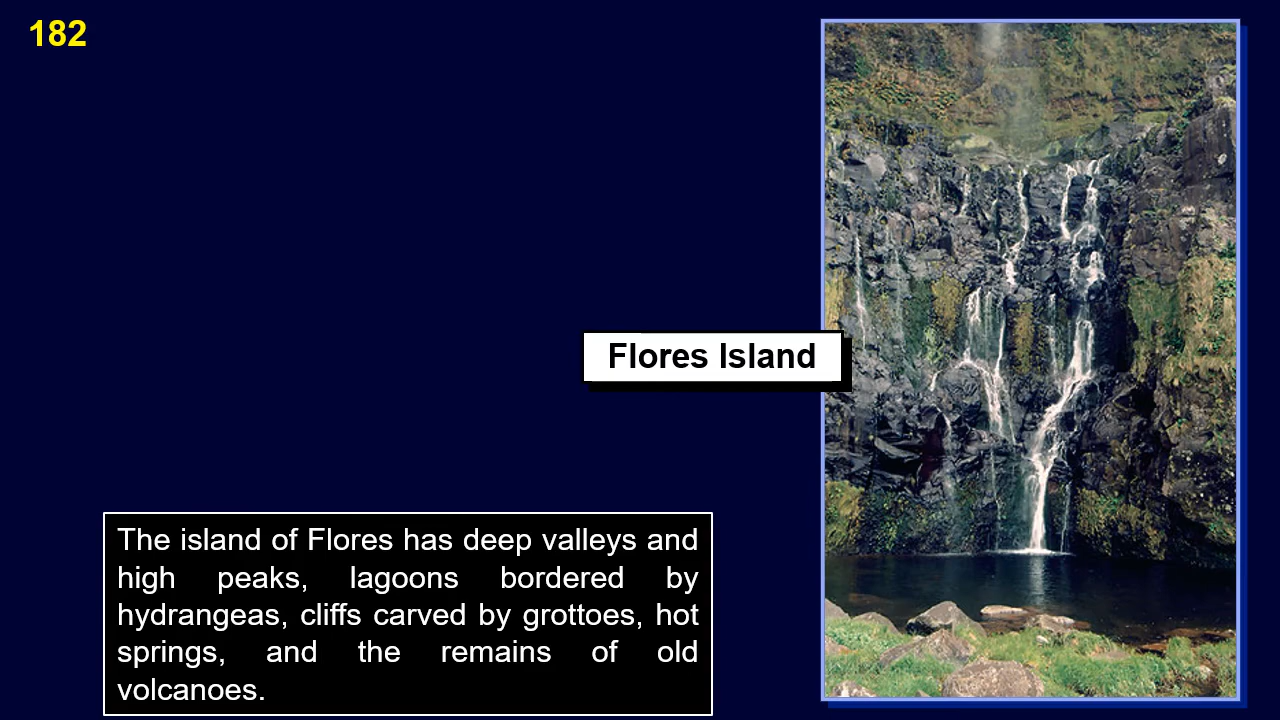 182
Flores Island
The island of Flores has deep valleys and
high peaks, lagoons bordered by
hydrangeas, cliffs carved by grottoes, hot
springs, and the remains of old
volcanoes.